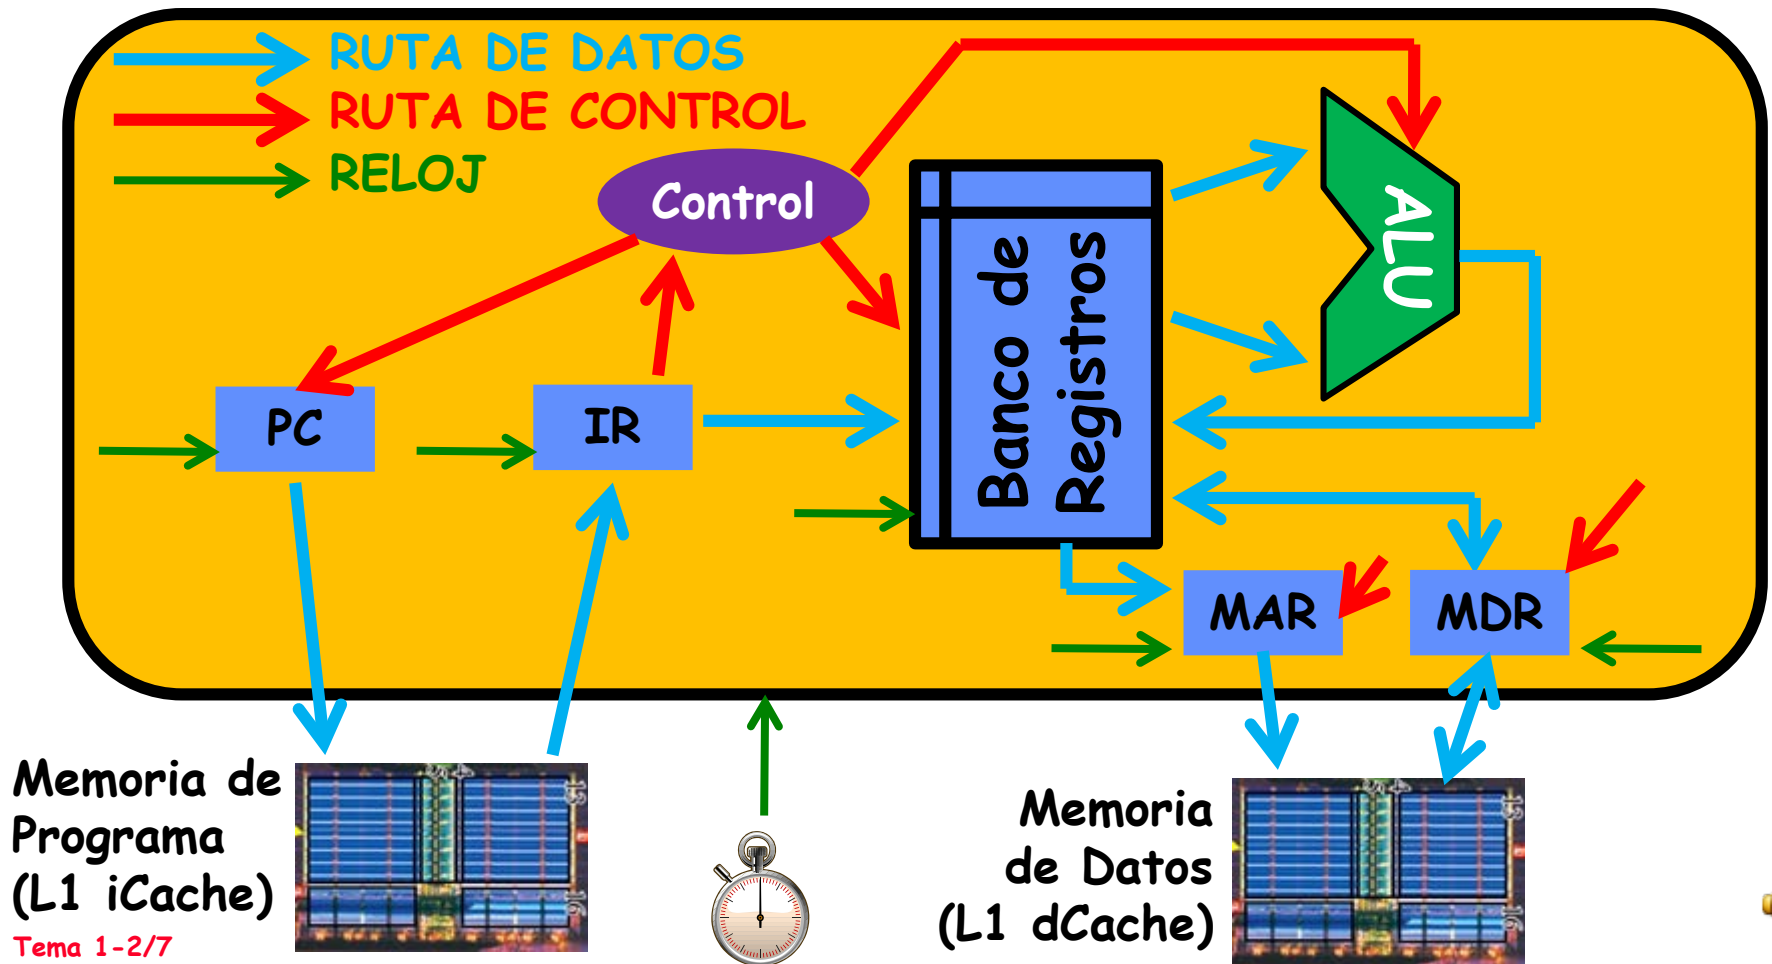 RUTA DE DATOS
RUTA DE CONTROL
RELOJ
Control
Banco de
Registros
ALU
PC
IR
MAR
MDR
Memoria de
Programa
(L1 iCache)
Memoria
de Datos
(L1 dCache)
Tema 1-2/7